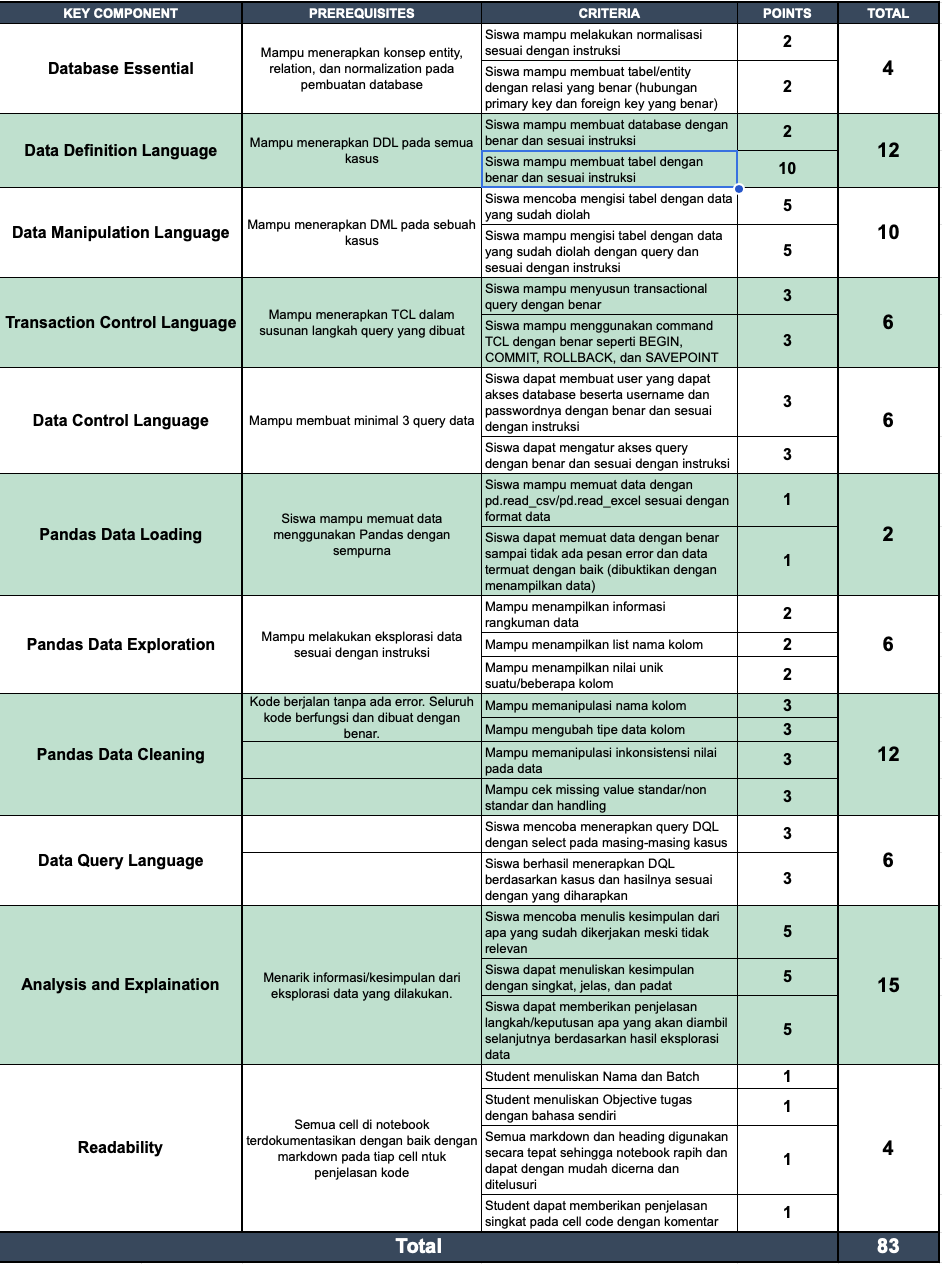 KEY COMPONENT PREREQUISITES CRITERIA POINTS TOTAL
Database Essential
Mampu menerapkan konsep entity,
relation, dan normalization pada
pembuatan database
Siswa mampu melakukan normalisasi
sesuai dengan instruksi
2
Siswa mampu membuat tabel/entity
dengan relasi yang benar (hubungan
primary key dan foreign key yang benar)
2
4
Data Definition Language
Mampu menerapkan DDL pada semua
kasus
Siswa mampu membuat database dengan
benar dan sesuai instruksi
2
Siswa mampu membuat tabel dengan
benar dan sesuai instruksi
10
12
Data Manipulation Language
Mampu menerapkan DML pada sebuah
kasus
Siswa mencoba mengisi tabel dengan data
yang sudah diolah
5
Siswa mampu mengisi tabel dengan data
yang sudah diolah dengan query dan
sesuai dengan instruksi
5
10
Transaction Control Language
Mampu menerapkan TCL dalam
susunan langkah query yang dibuat
Siswa mampu menyusun transactional
query dengan benar
3
Siswa mampu menggunakan command
TCL dengan benar seperti BEGIN,
COMMIT, ROLLBACK, dan SAVEPOINT
3
6
Data Control Language
Mampu membuat minimal 3 query data
Siswa dapat membuat user yang dapat
akses database beserta username dan
passwordnya dengan benar dan sesuai
dengan instruksi
3
Siswa dapat mengatur akses query
dengan benar dan sesuai dengan instruksi
3
6
Pandas Data Loading
Siswa mampu memuat data
menggunakan Pandas dengan
sempurna
Siswa mampu memuat data dengan
pd.read_csv/pd.read_excel sesuai dengan
format data
1
Siswa dapat memuat data dengan benar
sampai tidak ada pesan error dan data
termuat dengan baik (dibuktikan dengan
menampilkan data)
1
2
Pandas Data Exploration
Mampu melakukan eksplorasi data
sesuai dengan instruksi
Mampu menampilkan informasi
rangkuman data
2
Mampu menampilkan list nama kolom
2
Mampu menampilkan nilai unik
suatu/beberapa kolom
2
6
Pandas Data Cleaning
Kode berjalan tanpa ada error. Seluruh
kode berfungsi dan dibuat dengan
benar.
Mampu memanipulasi nama kolom
3
Mampu mengubah tipe data kolom
3
Mampu memanipulasi inkonsistensi nilai
pada data
3
Mampu cek missing value standar/non
standar dan handling
3
12
Data Query Language
Siswa mencoba menerapkan query DQL
dengan select pada masing-masing kasus
3
Siswa berhasil menerapkan DQL
berdasarkan kasus dan hasilnya sesuai
dengan yang diharapkan
3
6
Analysis and Explaination
Menarik informasi/kesimpulan dari
eksplorasi data yang dilakukan.
Siswa mencoba menulis kesimpulan dari
apa yang sudah dikerjakan meski tidak
relevan
5
Siswa dapat menuliskan kesimpulan
dengan singkat, jelas, dan padat
5
Siswa dapat memberikan penjelasan
langkah/keputusan apa yang akan diambil
selanjutnya berdasarkan hasil eksplorasi
data
5
15
Readability
Semua cell di notebook
terdokumentasikan dengan baik dengan
markdown pada tiap cell ntuk
penjelasan kode
Student menuliskan Nama dan Batch
1
Student menuliskan Objective tugas
dengan bahasa sendiri
1
Semua markdown dan heading digunakan
secara tepat sehingga notebook rapih dan
dapat dengan mudah dicerna dan
ditelusuri
1
Student dapat memberikan penjelasan
singkat pada cell code dengan komentar
1
4
Total 83